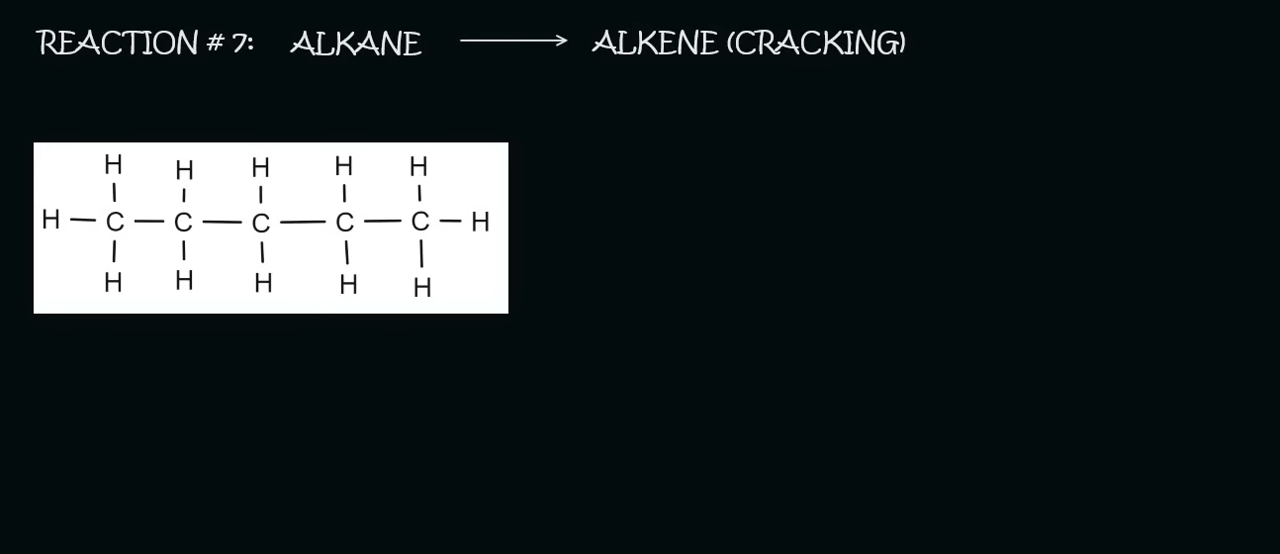 REACTION # 7: ALKANE ⟶ ALKENE (CRACKING)
H H H H H
H — C — C — C — C — C — H
H H H H H